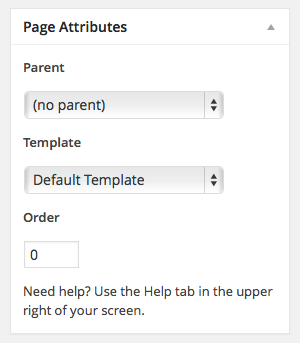 Page Attributes
Parent
(no parent)
Template
Default Template
Order
0
Need help? Use the Help tab in the upper
right of your screen.